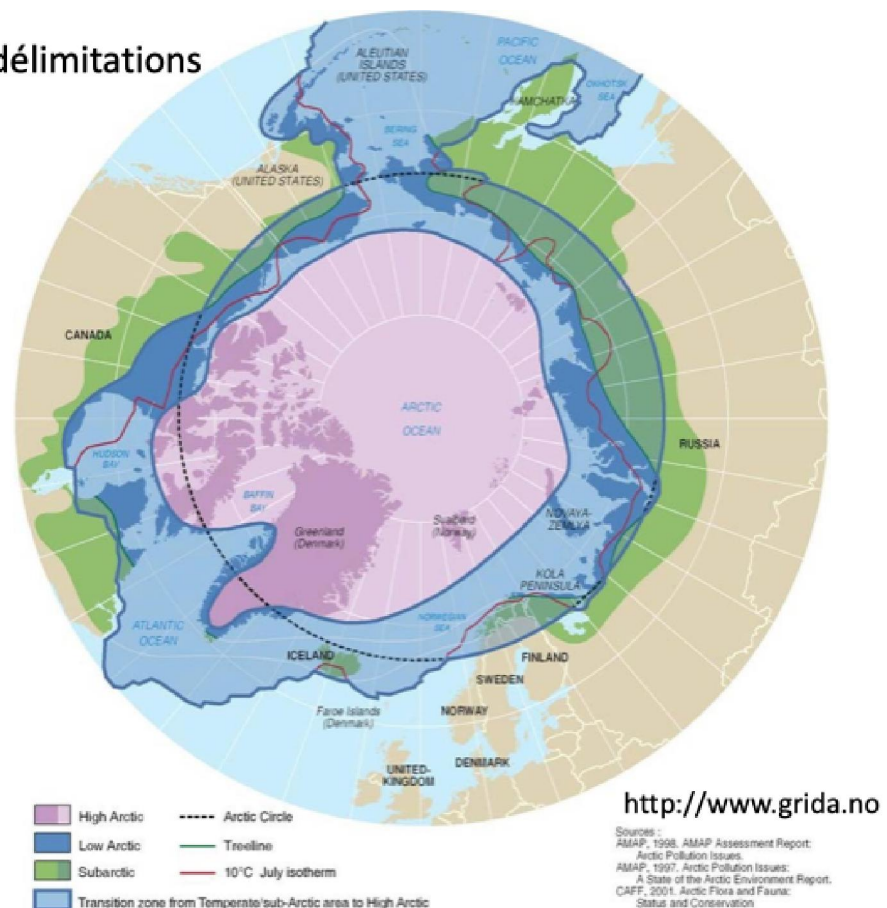 délimitations
PACIFIC
OCEAN
ALEUTIAN
ISLANDS
(UNITED STATES)
OKHOTSK
SEA
KAMCHATKA
BERING
SEA
ALASKA
(UNITED STATES)
CANADA
ARCTIC
OCEAN
RUSSIA
HUDSON
BAY
BAFFIN
BAY
Greenland
(Denmark)
Svalbard
(Norway)
NOVAYA-
ZEMLYA
KOLA
PENINSULA
ATLANTIC
OCEAN
NORWEGIAN
SEA
ICELAND
FINLAND
SWEDEN
Faroe Islands
(Denmark)
NORWAY
DENMARK
UNITED-
KINGDOM
High Arctic
Arctic Circle
Low Arctic
Treeline
Subarctic
10°C July isotherm
Transition zone from Temperate/sub-Arctic area to High Arctic
http://www.grida.no
Sources :
AMAP, 1998. AMAP Assessment Report:
Arctic Pollution Issues.
AMAP, 1997. Arctic Pollution Issues:
A State of the Arctic Environment Report.
CAFF, 2001. Arctic Flora and Fauna:
Status and Conservation